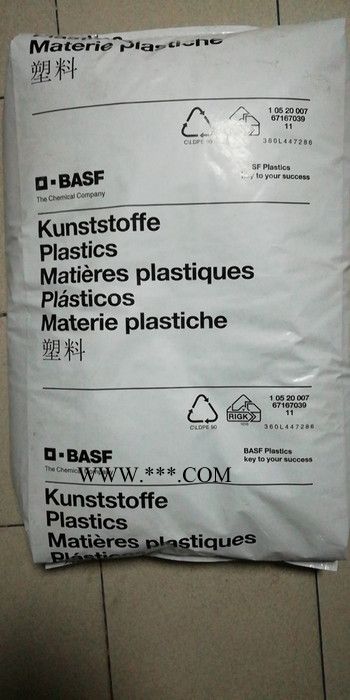 Materie plastiche
塑料
1 05 20 007
67167039
11
C\LDPE 90
360L447286
BASF
The Chemical Company
SF Plastics
key to your success
Kunststoffe
Plastics
Matières plastiques
Plásticos
Materie plastiche
塑料
1 05 20 007
67167039
11
C\LDPE 90
RIGK
360L447286
BASF
The Chemical Company
BASF Plastics
key to your success
WWW.***.COM
Kunststoffe
Plastics
Matières plastiques
Plásticos